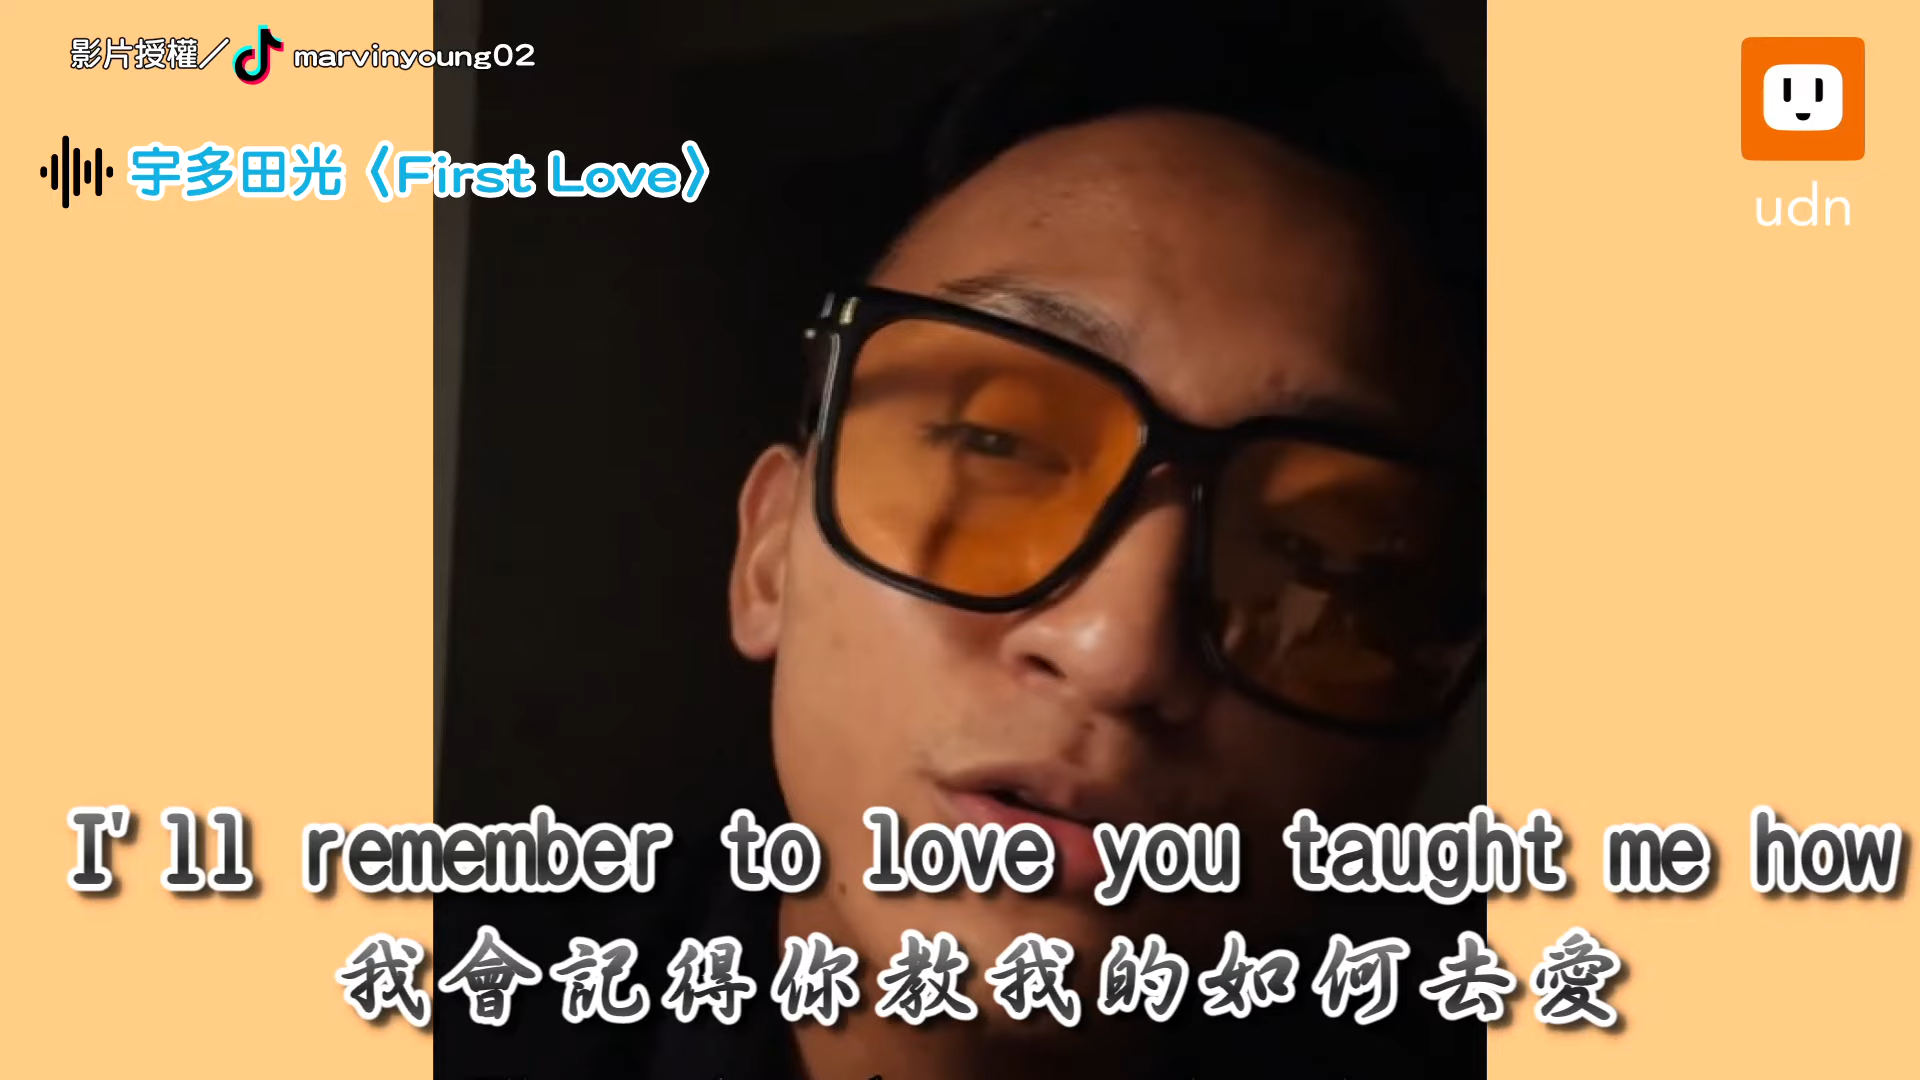 影片授權／ marvinyoung02
宇多田光〈First Love〉
udn
I'll remember to love you taught me how
我會記得你教我的如何去愛